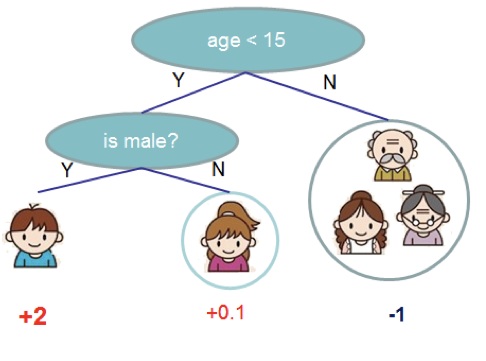 age < 15
Y
N
is male?
Y
N
+2
+0.1
-1